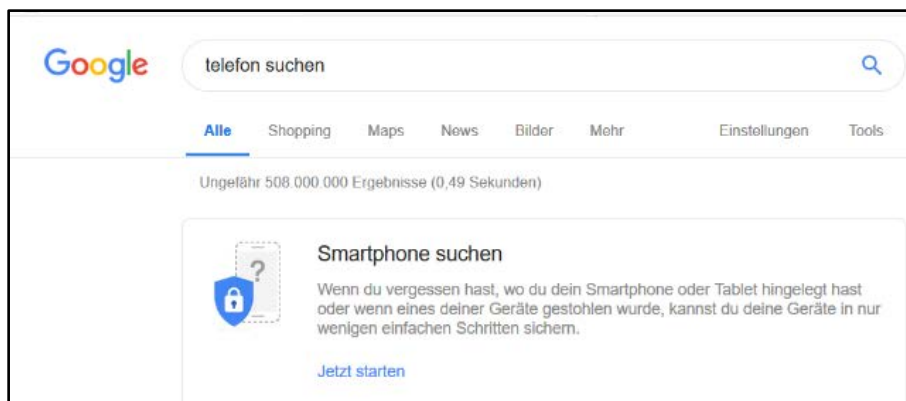 Google
telefon suchen
Alle Shopping Maps News Bilder Mehr Einstellungen Tools
Ungefähr 508.000.000 Ergebnisse (0,49 Sekunden)
?
Smartphone suchen
Wenn du vergessen hast, wo du dein Smartphone oder Tablet hingelegt hast
oder wenn eines deiner Geräte gestohlen wurde, kannst du deine Geräte in nur
wenigen einfachen Schritten sichern.
Jetzt starten